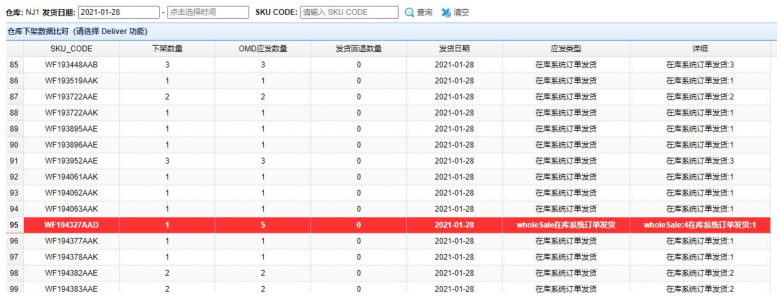 仓库: NJ1 发货日期: 2021-01-28 - 点击选择时间 SKU CODE: 请输入 SKU CODE 查询 清空
仓库下架数据比对 (请选择 Deliver 功能)
SKU_CODE 下架数量 OMD应发数量 发货回退数量 发货日期 应发类型 详细
85 WF193448AAB 3 3 0 2021-01-28 在库系统订单发货 在库系统订单发货:3
86 WF193519AAK 1 1 0 2021-01-28 在库系统订单发货 在库系统订单发货:1
87 WF193722AAE 2 2 0 2021-01-28 在库系统订单发货 在库系统订单发货:2
88 WF193722AAK 1 1 0 2021-01-28 在库系统订单发货 在库系统订单发货:1
89 WF193895AAE 1 1 0 2021-01-28 在库系统订单发货 在库系统订单发货:1
90 WF193896AAE 1 1 0 2021-01-28 在库系统订单发货 在库系统订单发货:1
91 WF193952AAE 3 3 0 2021-01-28 在库系统订单发货 在库系统订单发货:3
92 WF194061AAK 1 1 0 2021-01-28 在库系统订单发货 在库系统订单发货:1
93 WF194062AAK 1 1 0 2021-01-28 在库系统订单发货 在库系统订单发货:1
94 WF194063AAK 1 1 0 2021-01-28 在库系统订单发货 在库系统订单发货:1
95 WF194327AAD 1 5 0 2021-01-28 wholeSale在库系统订单发货 wholeSale:4在库系统订单发货:1
96 WF194377AAK 1 1 0 2021-01-28 在库系统订单发货 在库系统订单发货:1
97 WF194378AAK 1 1 0 2021-01-28 在库系统订单发货 在库系统订单发货:1
98 WF194382AAE 2 2 0 2021-01-28 在库系统订单发货 在库系统订单发货:2
99 WF194383AAE 2 2 0 2021-01-28 在库系统订单发货 在库系统订单发货:2